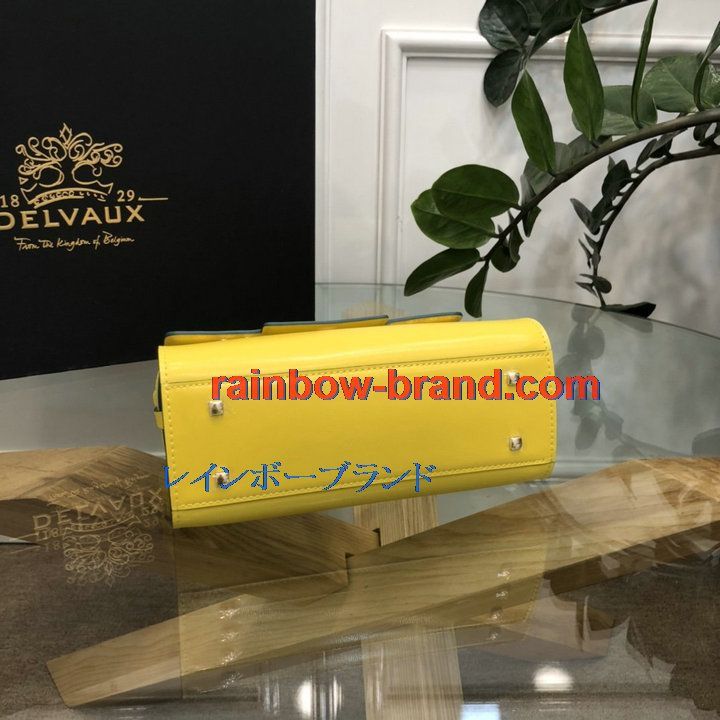 18 29
DELVAUX
From the Kingdom of Belgium
rainbow-brand.com
レインボーブランド